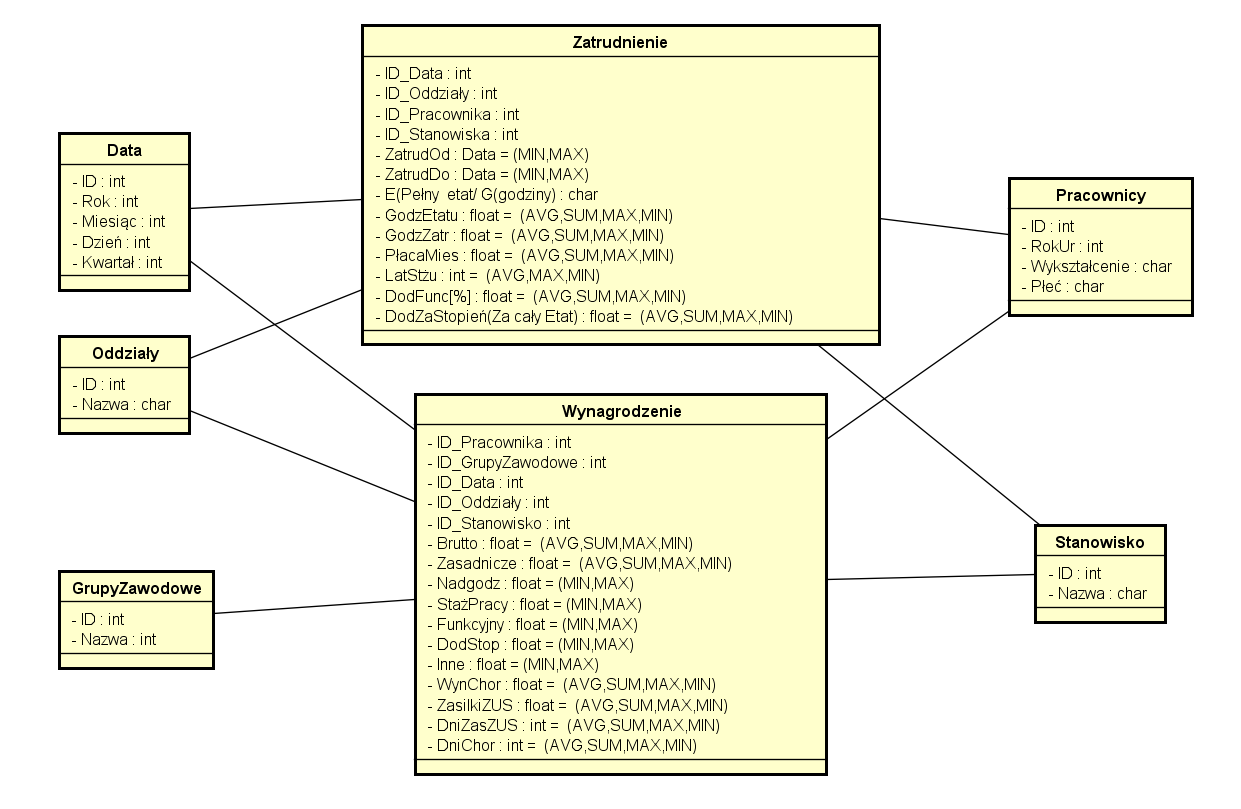 Zatrudnienie
- ID_Data : int
- ID_Oddziały : int
- ID_Pracownika : int
- ID_Stanowiska : int
- ZatrudOd : Data = (MIN,MAX)
- ZatrudDo : Data = (MIN,MAX)
- E(Pełny etat/ G(godziny) : char
- GodzEtatu : float = (AVG,SUM,MAX,MIN)
- GodzZatr : float = (AVG,SUM,MAX,MIN)
- PłacaMies : float = (AVG,SUM,MAX,MIN)
- LatStżu : int = (AVG,MAX,MIN)
- DodFunc[%] : float = (AVG,SUM,MAX,MIN)
- DodZaStopień(Za cały Etat) : float = (AVG,SUM,MAX,MIN)
Data
- ID : int
- Rok : int
- Miesiąc : int
- Dzień : int
- Kwartał : int
Pracownicy
- ID : int
- RokUr : int
- Wykształcenie : char
- Płeć : char
Oddziały
- ID : int
- Nazwa : char
Wynagrodzenie
- ID_Pracownika : int
- ID_GrupyZawodowe : int
- ID_Data : int
- ID_Oddziały : int
- ID_Stanowisko : int
- Brutto : float = (AVG,SUM,MAX,MIN)
- Zasadnicze : float = (AVG,SUM,MAX,MIN)
- Nadgodz : float = (MIN,MAX)
- StażPracy : float = (MIN,MAX)
- Funkcyjny : float = (MIN,MAX)
- DodStop : float = (MIN,MAX)
- Inne : float = (MIN,MAX)
- WynChor : float = (AVG,SUM,MAX,MIN)
- ZasilkiZUS : float = (AVG,SUM,MAX,MIN)
- DniZasZUS : int = (AVG,SUM,MAX,MIN)
- DniChor : int = (AVG,SUM,MAX,MIN)
GrupyZawodowe
- ID : int
- Nazwa : int
Stanowisko
- ID : int
- Nazwa : char